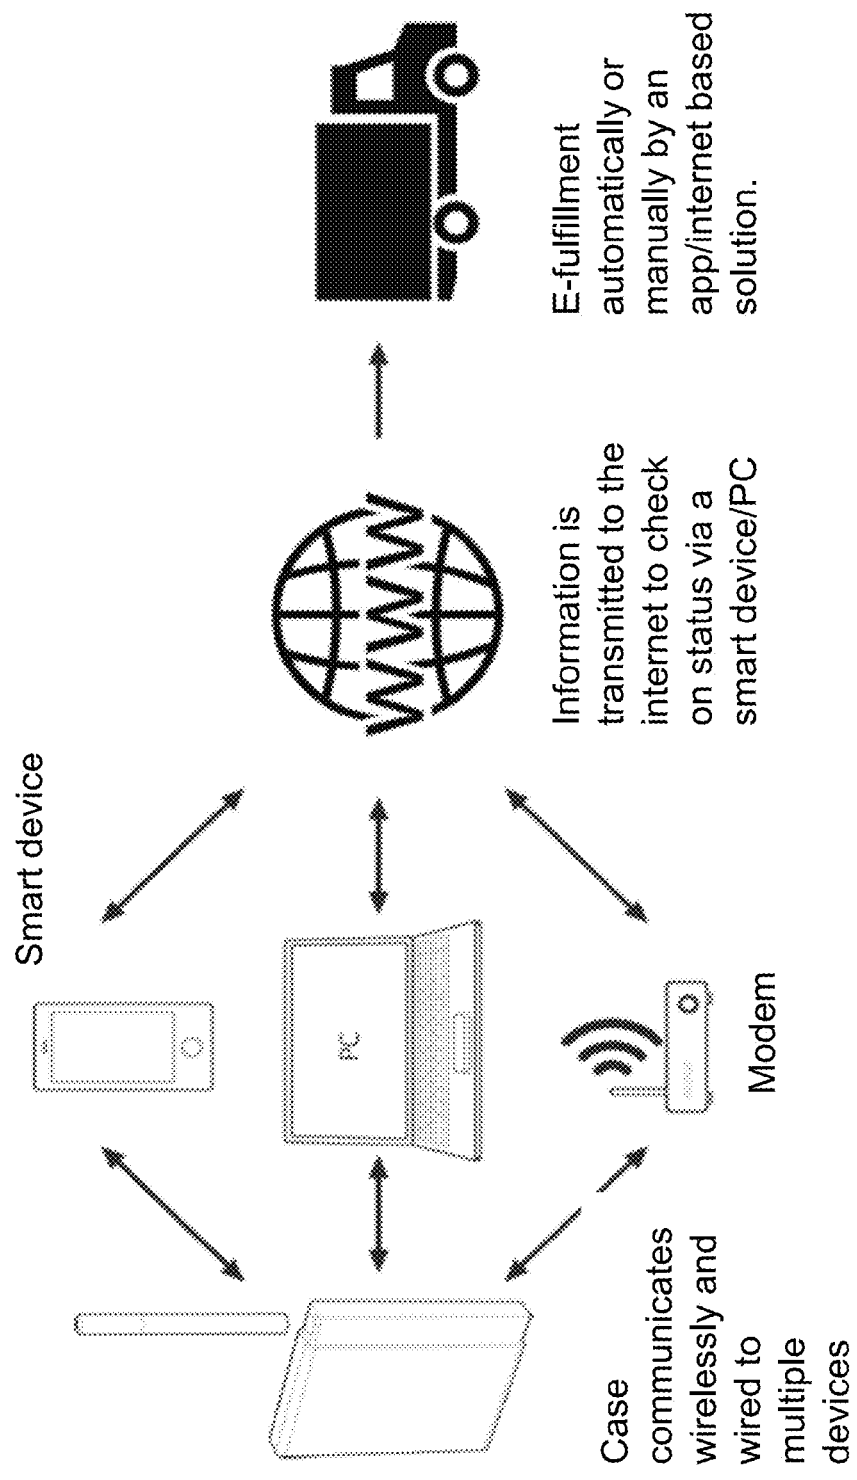 Case
communicates
wirelessly and
wired to
multiple
devices
Smart device
PC
Modem
Information is
transmitted to the
internet to check
on status via a
smart device/PC
E-fulfillment
automatically or
manually by an
app/internet based
solution.